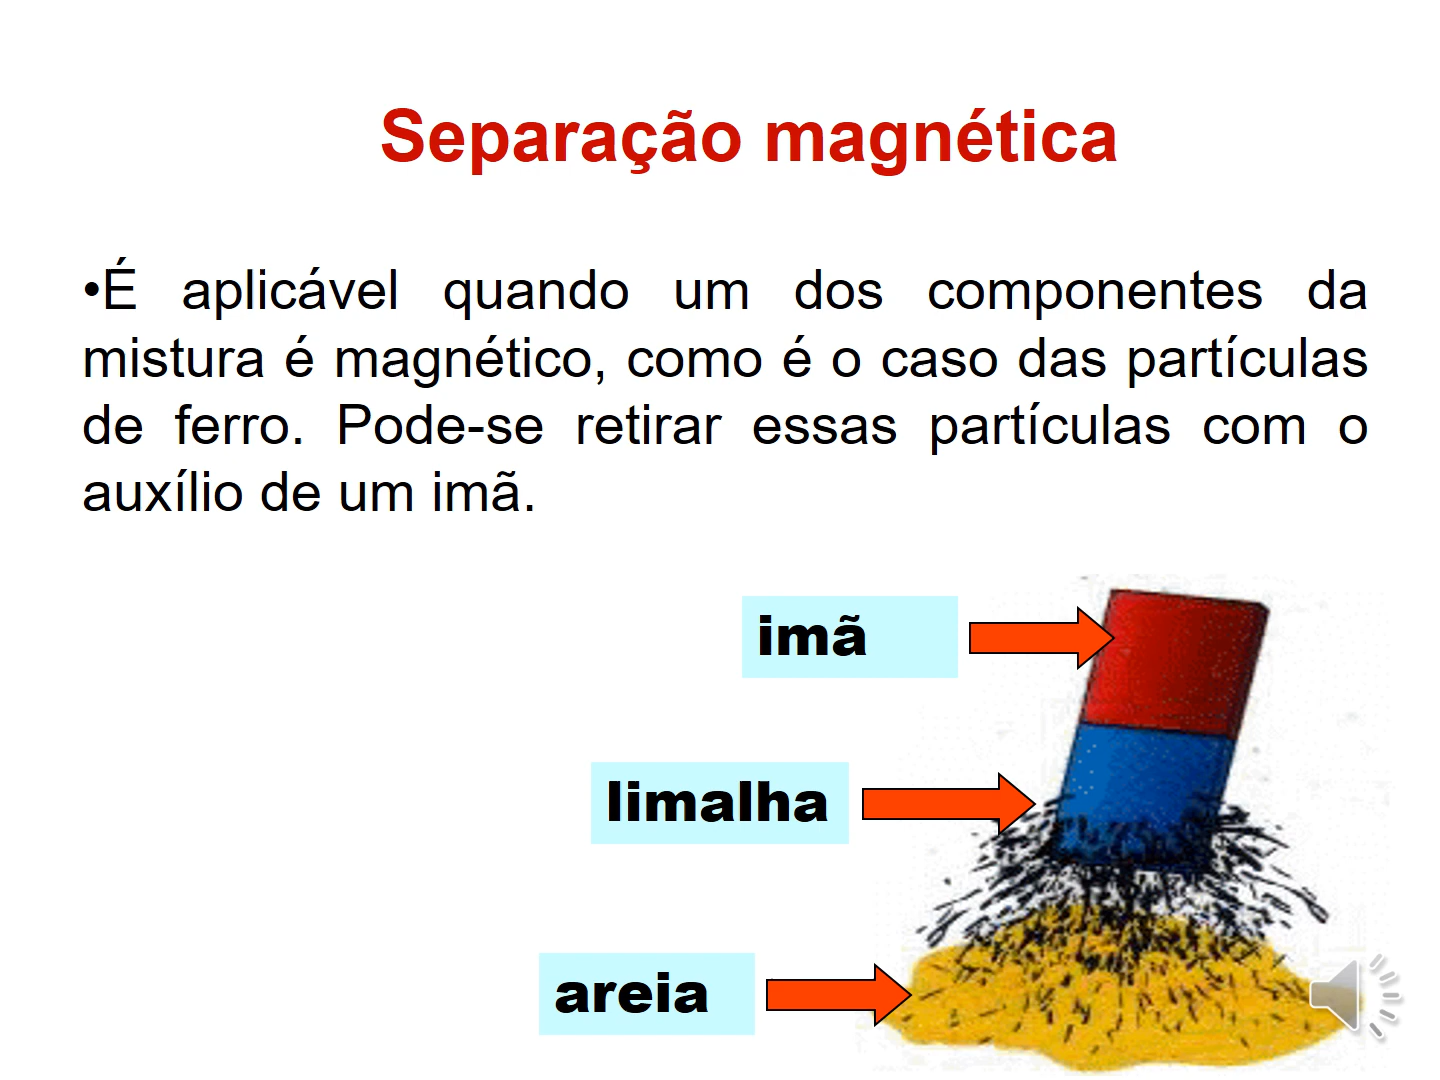 Separação magnética
•É aplicável quando um dos componentes da
mistura é magnético, como é o caso das partículas
de ferro. Pode-se retirar essas partículas com o
auxílio de um imã.
imã
limalha
areia